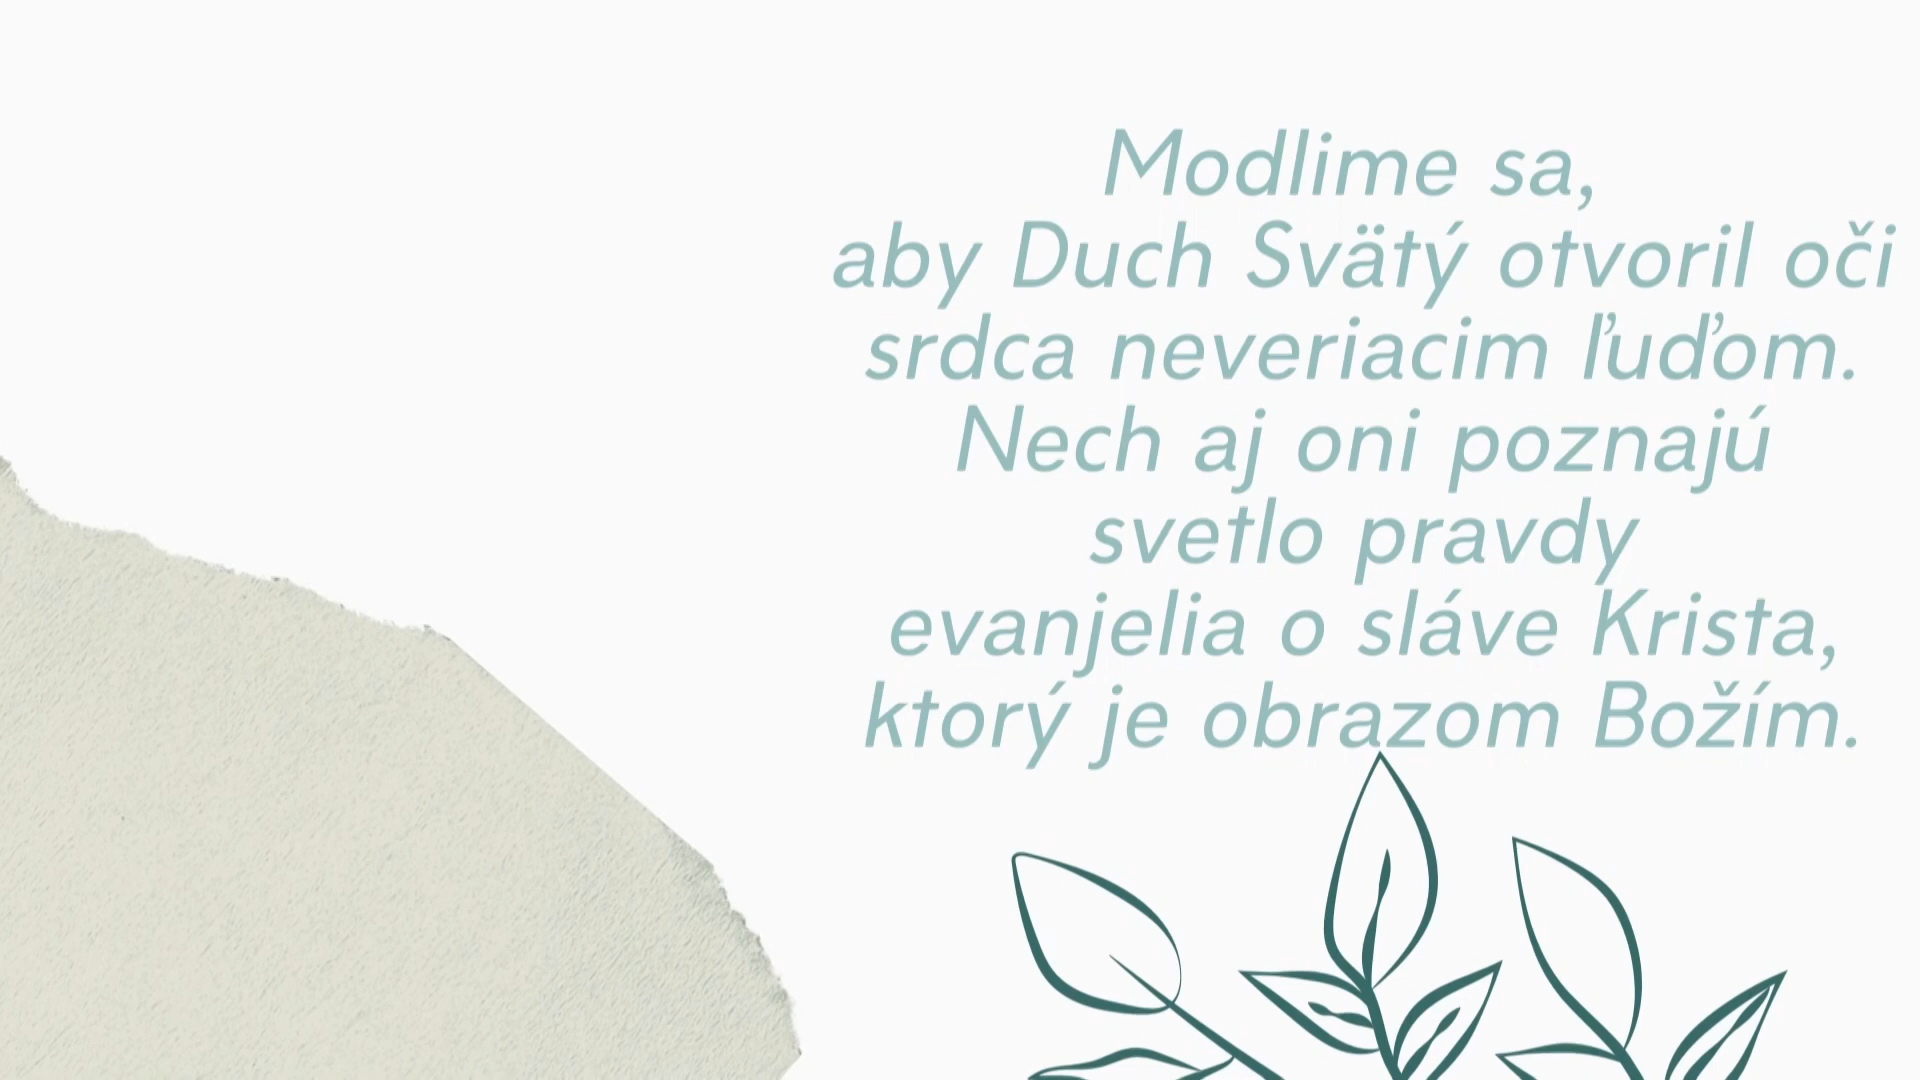 Modlime sa,
aby Duch Svätý otvoril oči
srdca neveriacim ľuďom.
Nech aj oni poznajú
svetlo pravdy
evanjelia o sláve Krista,
ktorý je obrazom Božím.